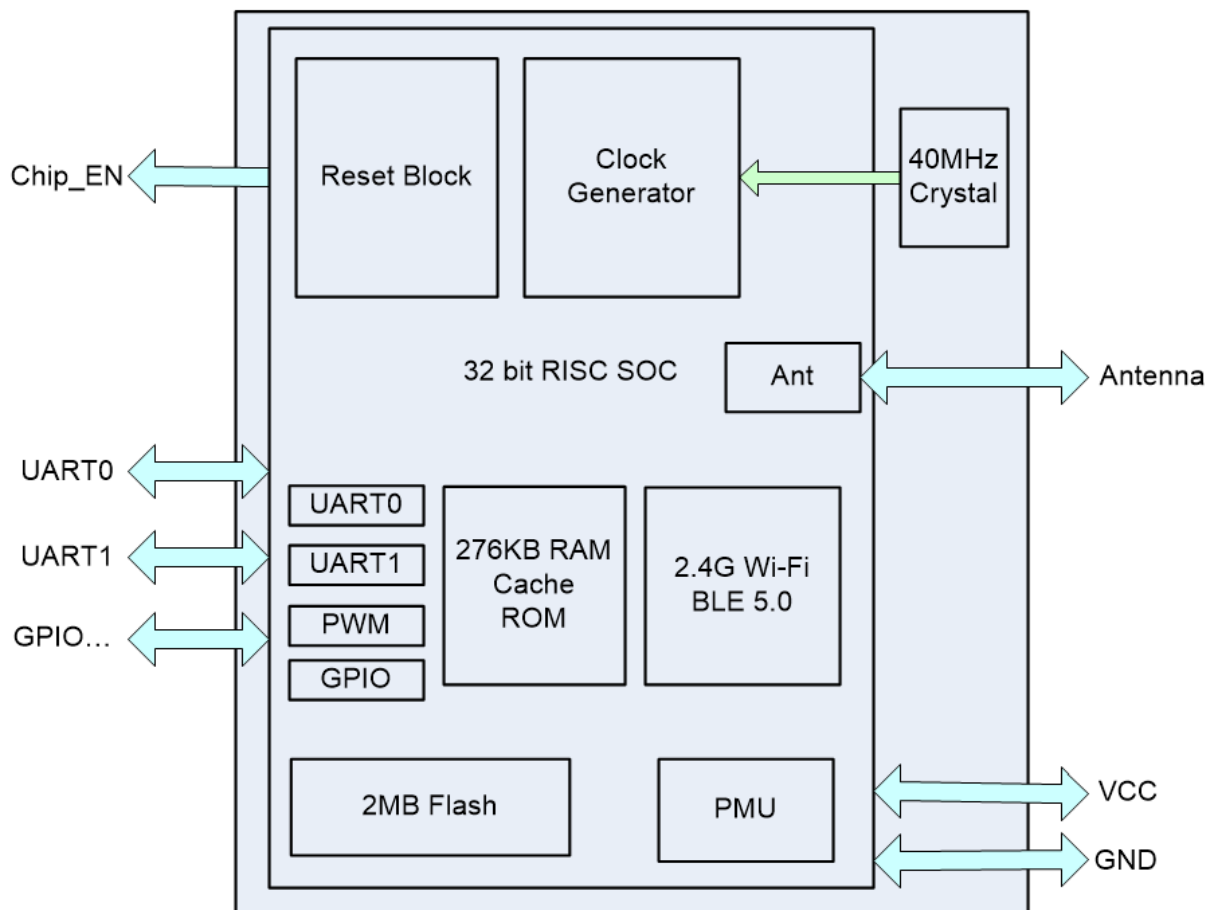 Reset Block
Clock
Generator
40MHz
Crystal
Chip_EN
32 bit RISC SOC
Ant
Antenna
UART0
UART1
GPIO...
UART0
UART1
PWM
GPIO
276KB RAM
Cache
ROM
2.4G Wi-Fi
BLE 5.0
2MB Flash
PMU
VCC
GND